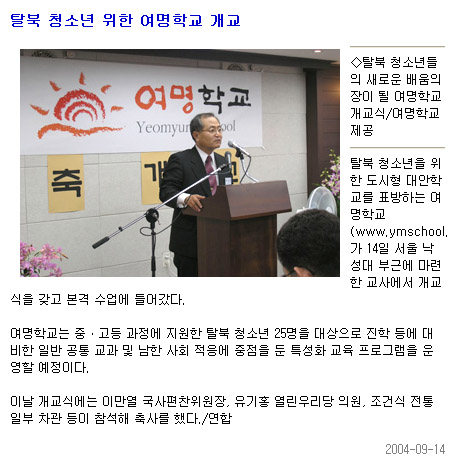 탈북 청소년 위한 여명학교 개교
여명학교
Yeomyung School
축 개
◇탈북 청소년들
의 새로운 배움의
장이 될 여명학교
개교식/여명학교
제공
탈북 청소년을 위
한 도시형 대안학
교를 표방하는 여
명학교
(www.ymschool.
가 14일 서울 낙
성대 부근에 마련
한 교사에서 개교
식을 갖고 본격 수업에 들어갔다.
여명학교는 중·고등 과정에 지원한 탈북 청소년 25명을 대상으로 진학 등에 대
비한 일반 공통 교과 및 남한 사회 적응에 중점을 둔 특성화 교육 프로그램을 운
영할 예정이다.
이날 개교식에는 이만열 국사편찬위원장, 유기홍 열린우리당 의원, 조건식 전통
일부 차관 등이 참석해 축사를 했다./연합
2004-09-14